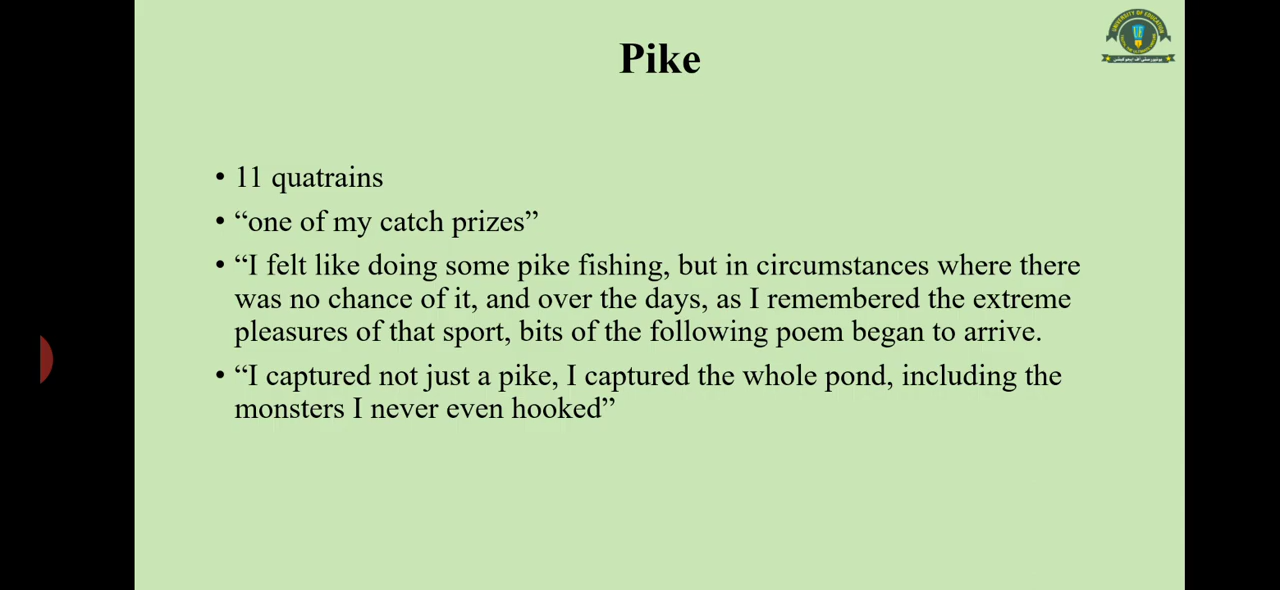 UNIVERSITY OF EDUCATION
Pike
• 11 quatrains
• “one of my catch prizes”
• “I felt like doing some pike fishing, but in circumstances where there
was no chance of it, and over the days, as I remembered the extreme
pleasures of that sport, bits of the following poem began to arrive.
• “I captured not just a pike, I captured the whole pond, including the
monsters I never even hooked”